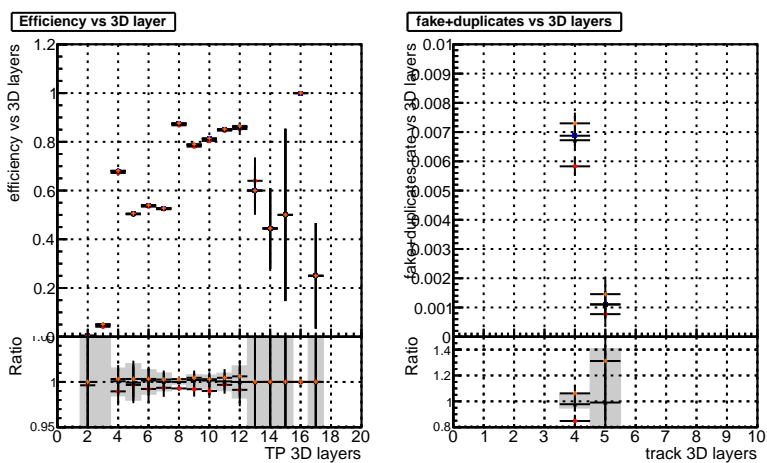 Efficiency vs 3D layer
efficiency vs 3D layers
1.2
1
0.8
0.6
0.4
0.2
0
Ratio
1
0.95
0 2 4 6 8 10 12 14 16 18 20
TP 3D layers
fake+duplicates vs 3D layers
fake+duplicates rate vs 3D layers
0.01
0.009
0.008
0.007
0.006
0.005
0.004
0.003
0.002
0.001
0
Ratio
1.4
1.2
1
0.8
0 1 2 3 4 5 6 7 8 9 10
track 3D layers